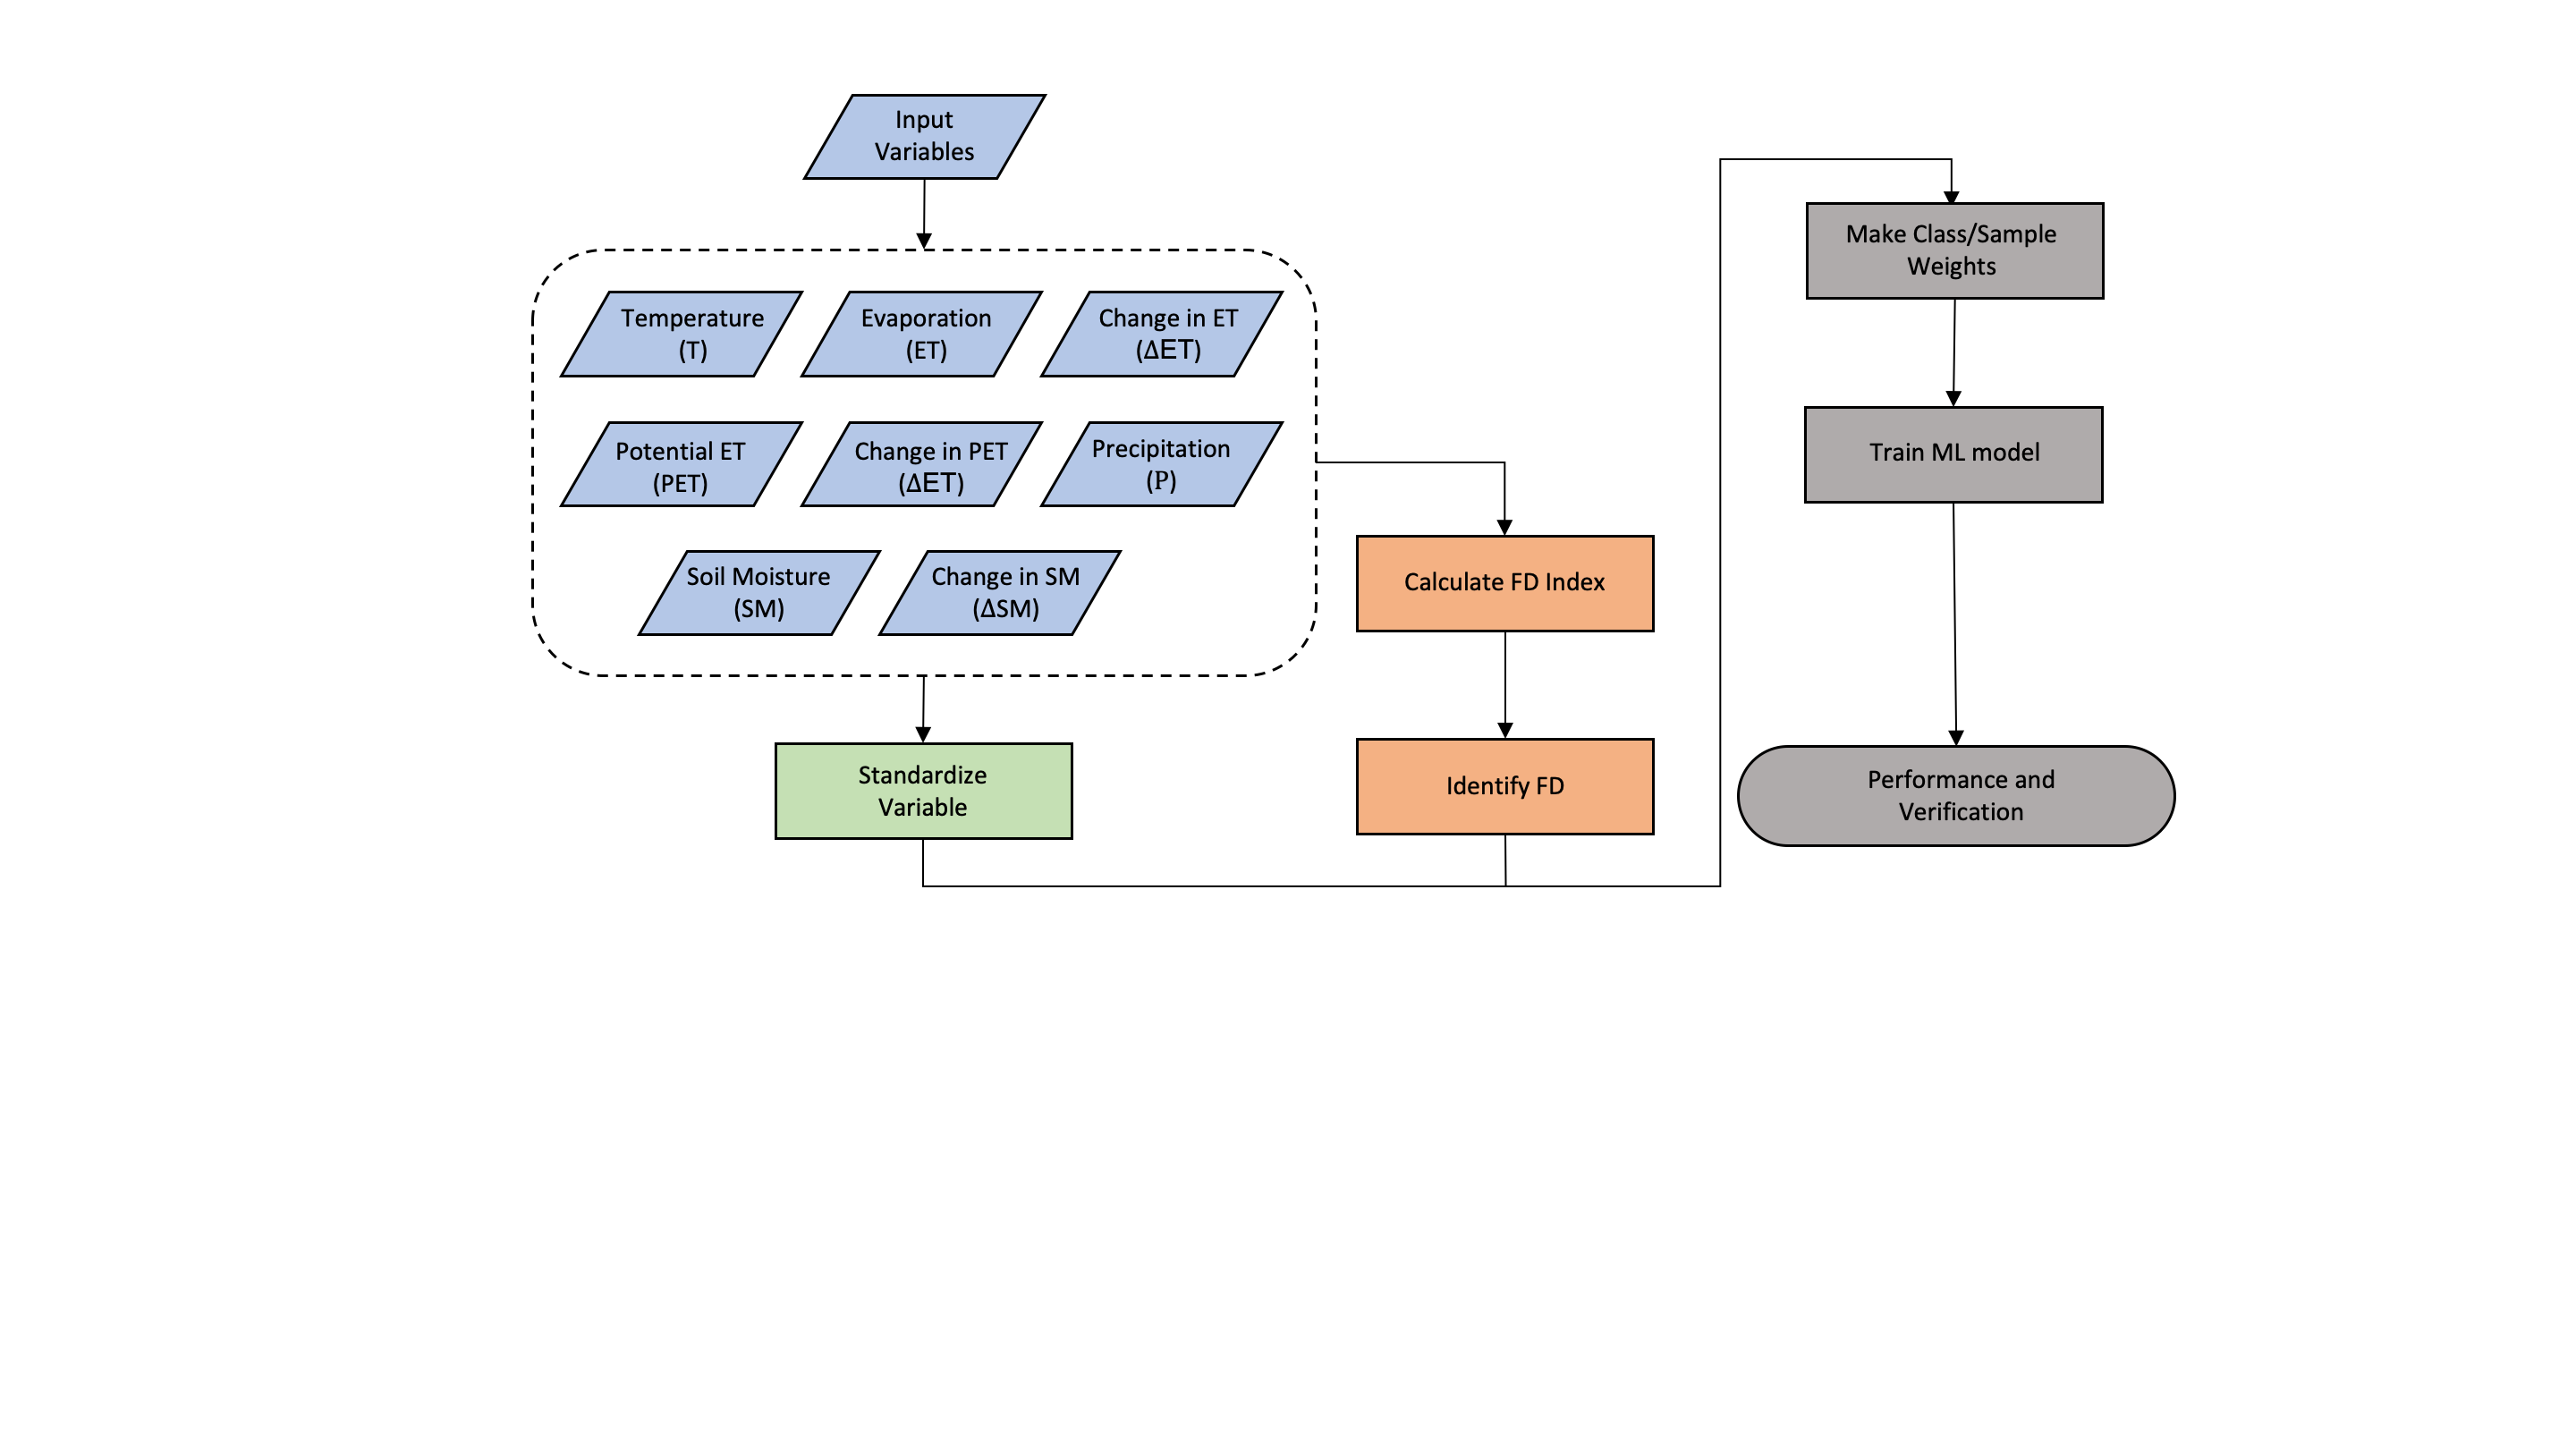 Input
Variables
Temperature
(T)
Evaporation
(ET)
Change in ET
(ΔET)
Potential ET
(PET)
Change in PET
(ΔET)
Precipitation
(P)
Soil Moisture
(SM)
Change in SM
(ΔSM)
Standardize
Variable
Calculate FD Index
Identify FD
Make Class/Sample
Weights
Train ML model
Performance and
Verification